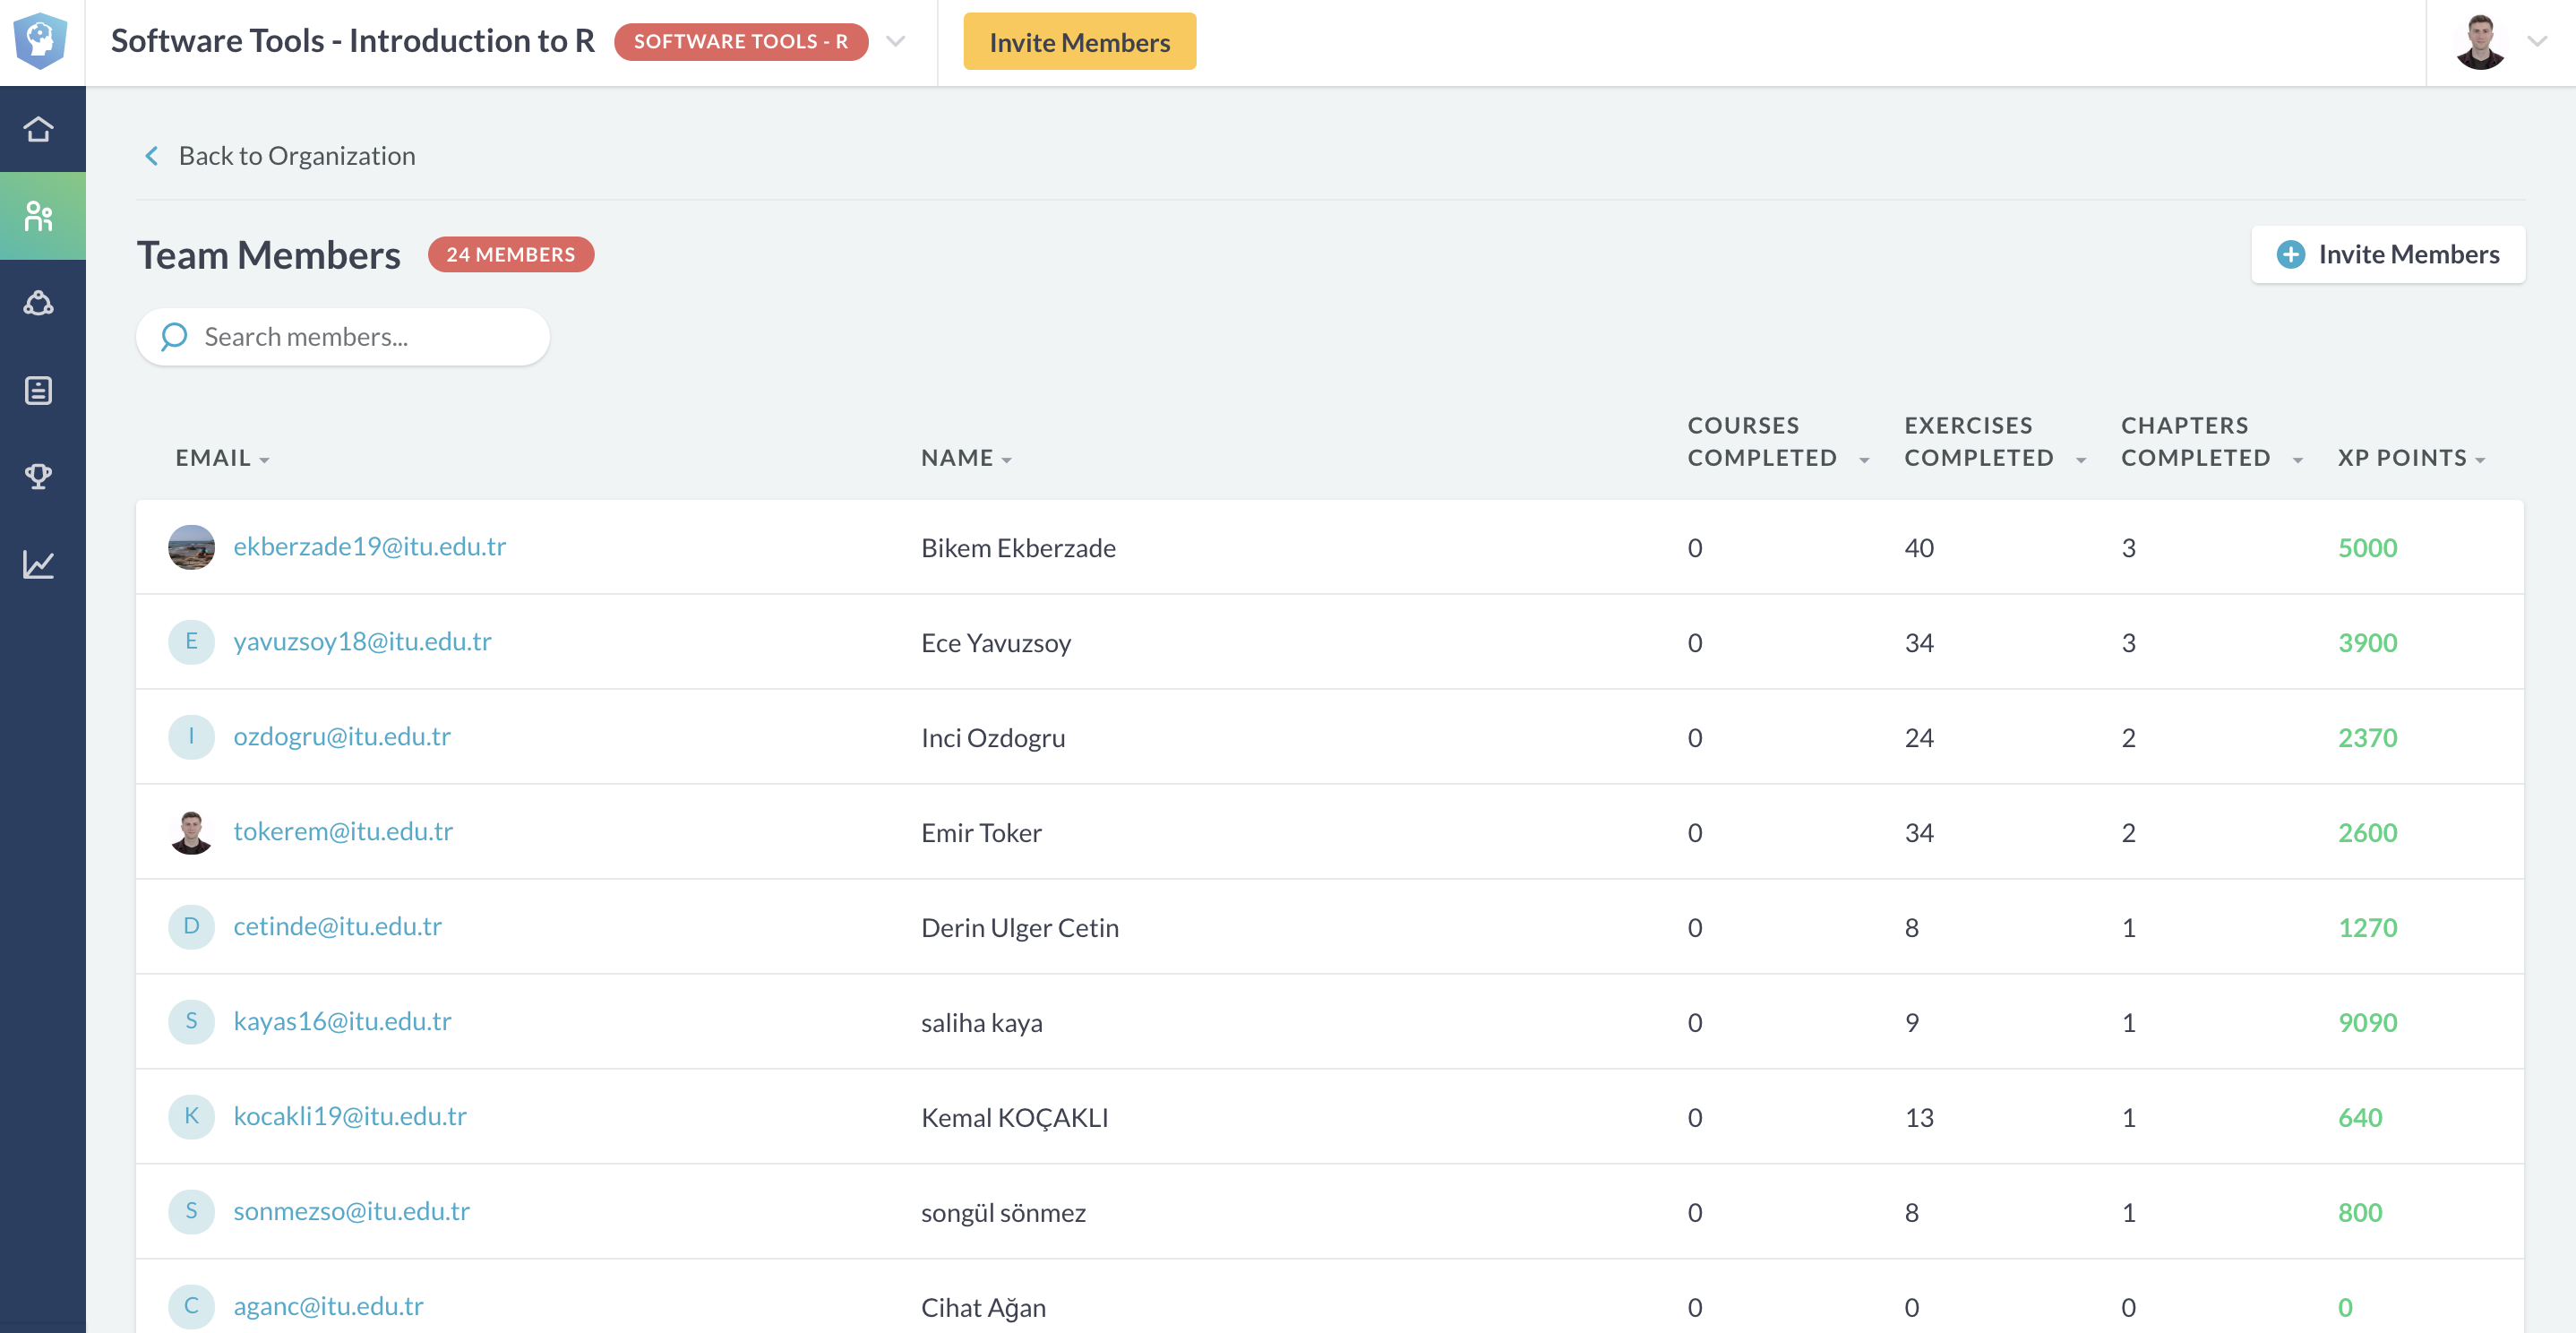 Software Tools - Introduction to R SOFTWARE TOOLS - R Invite Members
Back to Organization
Team Members 24 MEMBERS Invite Members
Search members...
EMAIL NAME COURSES COMPLETED EXERCISES COMPLETED CHAPTERS COMPLETED XP POINTS
ekberzade19@itu.edu.tr Bikem Ekberzade 0 40 3 5000
E yavuzsoy18@itu.edu.tr Ece Yavuzsoy 0 34 3 3900
I ozdogru@itu.edu.tr Inci Ozdogru 0 24 2 2370
tokerem@itu.edu.tr Emir Toker 0 34 2 2600
D cetinde@itu.edu.tr Derin Ulger Cetin 0 8 1 1270
S kayas16@itu.edu.tr saliha kaya 0 9 1 9090
K kocakli19@itu.edu.tr Kemal KOÇAKLI 0 13 1 640
S sonmezso@itu.edu.tr songül sönmez 0 8 1 800
C aganc@itu.edu.tr Cihat Ağan 0 0 0 0